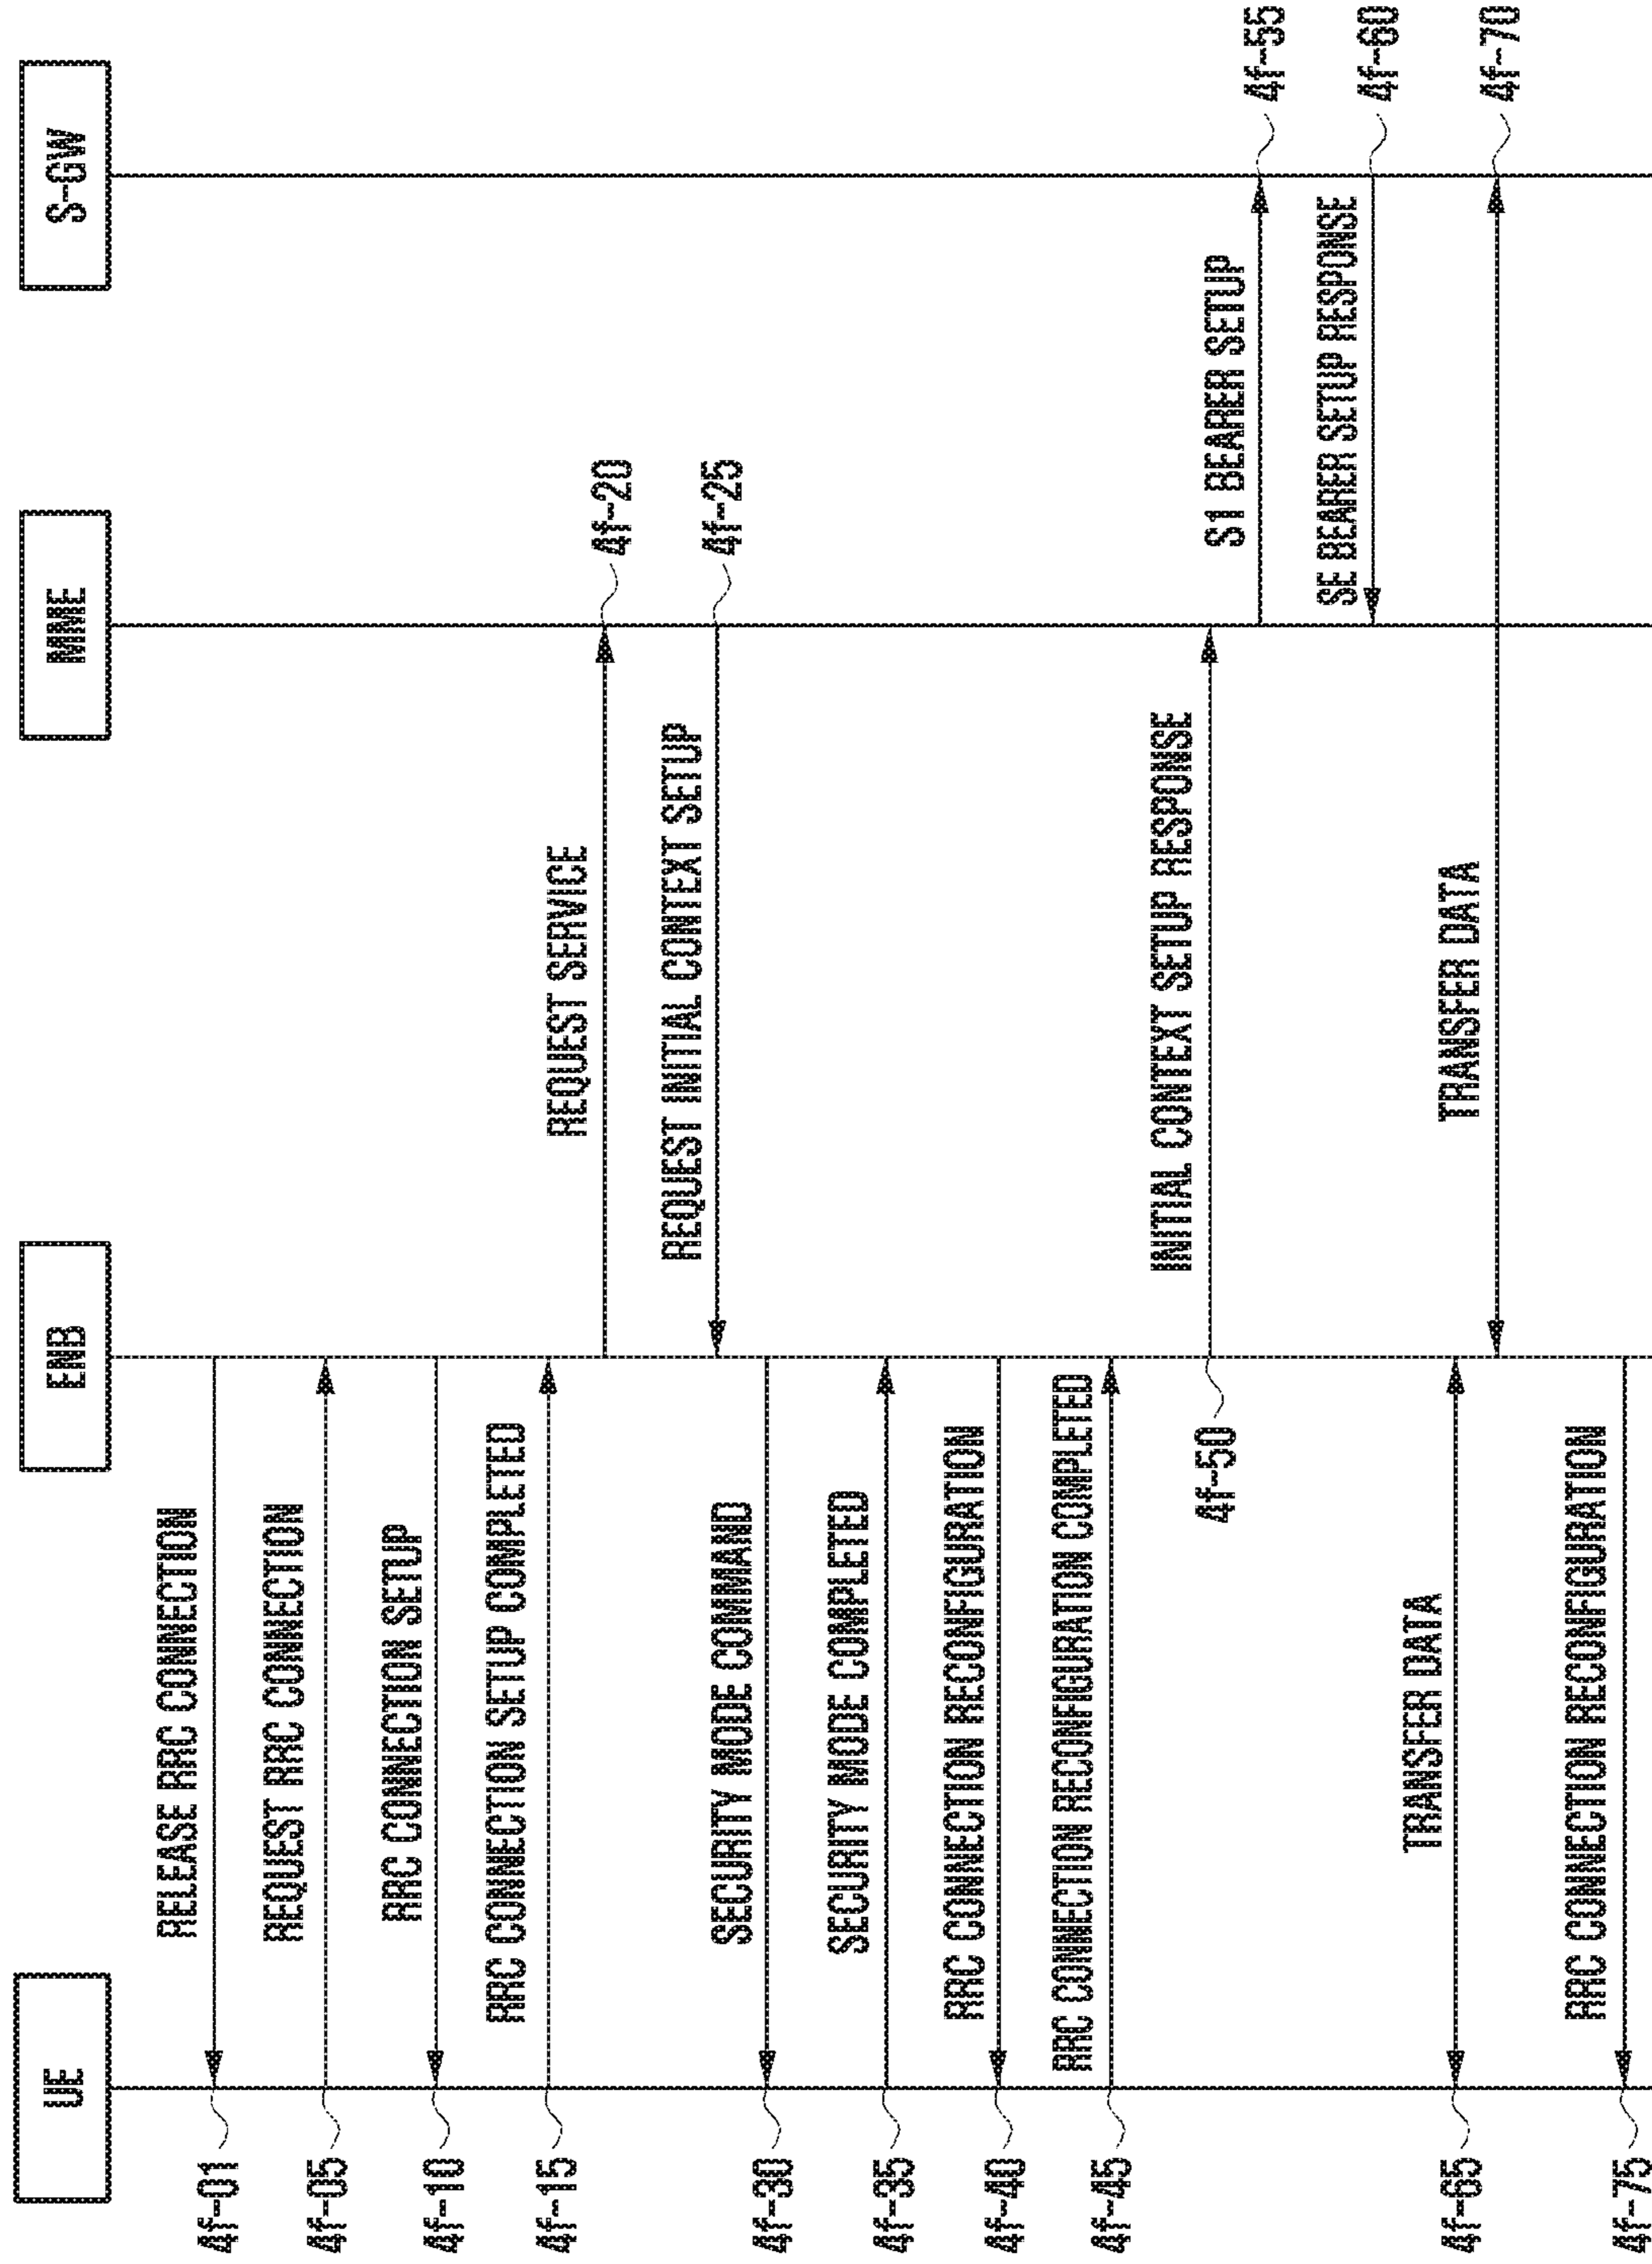 UE
ENB
MME
S-GW
RELEASE RRC CONNECTION
4f-01
REQUEST RRC CONNECTION
4f-05
RRC CONNECTION SETUP
4f-10
RRC CONNECTION SETUP COMPLETED
4f-15
REQUEST SERVICE
4f-20
REQUEST INITIAL CONTEXT SETUP
4f-25
SECURITY MODE COMMAND
4f-30
SECURITY MODE COMPLETED
4f-35
RRC CONNECTION RECONFIGURATION
4f-40
RRC CONNECTION RECONFIGURATION COMPLETED
4f-45
INITIAL CONTEXT SETUP RESPONSE
4f-50
S1 BEARER SETUP
4f-55
SE BEARER SETUP RESPONSE
4f-60
TRANSFER DATA
4f-65
TRANSFER DATA
4f-70
RRC CONNECTION RECONFIGURATION
4f-75